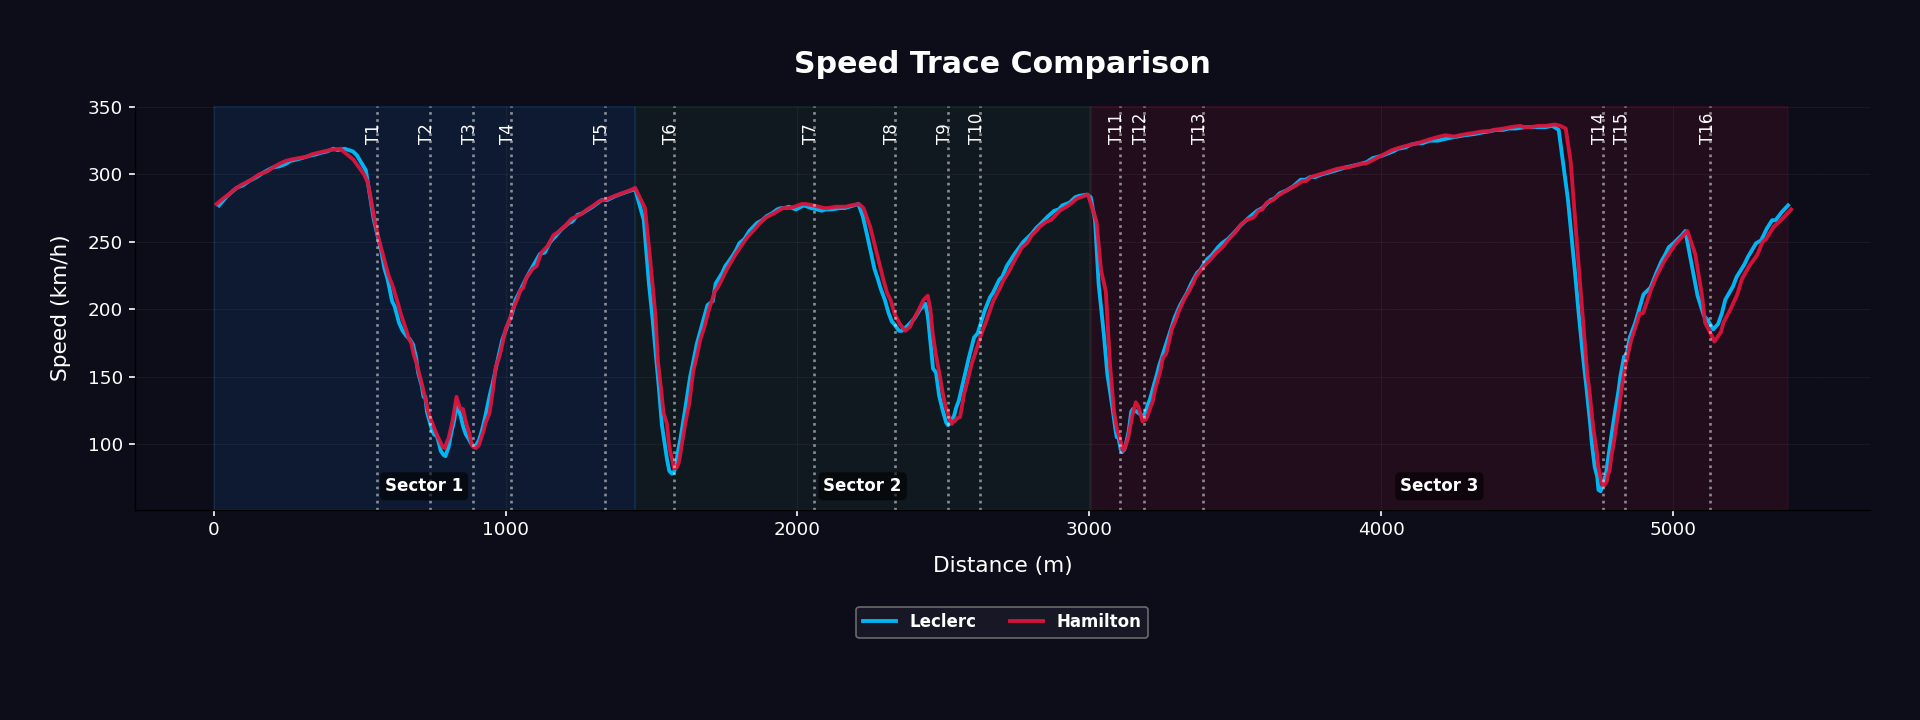 Speed Trace Comparison
350
300
250
200
150
100
Speed (km/h)
T1
T2
T3
T4
T5
T6
T7
T8
T9
T10
T11
T12
T13
T14
T15
T16
Sector 1
Sector 2
Sector 3
0
1000
2000
3000
4000
5000
Distance (m)
Leclerc
Hamilton